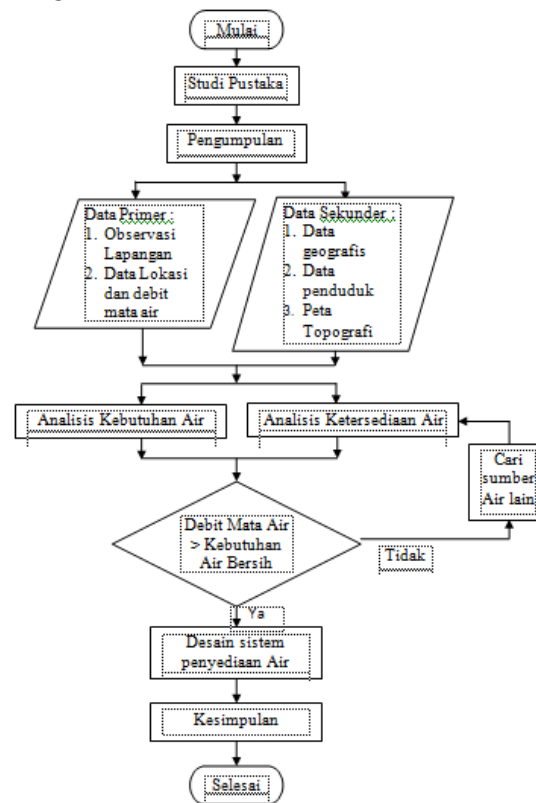 Mulai
Studi Pustaka
Pengumpulan
Data Primer :
1. Observasi
Lapangan
2. Data Lokasi
dan debit
mata air
Data Sekunder :
1. Data
geografis
2. Data
penduduk
3. Peta
Topografi
Analisis Kebutuhan Air
Analisis Ketersediaan Air
Cari
sumber
Air lain
Debit Mata Air
> Kebutuhan
Air Bersih
Tidak
Ya
Desain sistem
penyediaan Air
Kesimpulan
Selesai